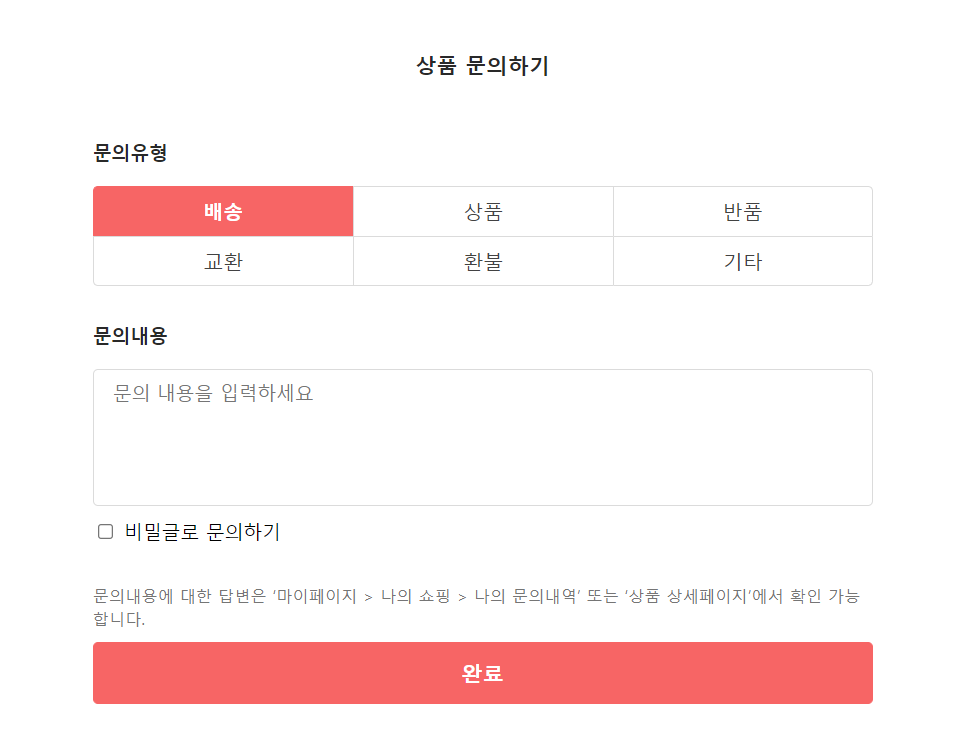 상품 문의하기
문의유형
배송 상품 반품
교환 환불 기타
문의내용
문의 내용을 입력하세요
비밀글로 문의하기
문의내용에 대한 답변은 ‘마이페이지 > 나의 쇼핑 > 나의 문의내역’ 또는 ‘상품 상세페이지’에서 확인 가능
합니다.
완료